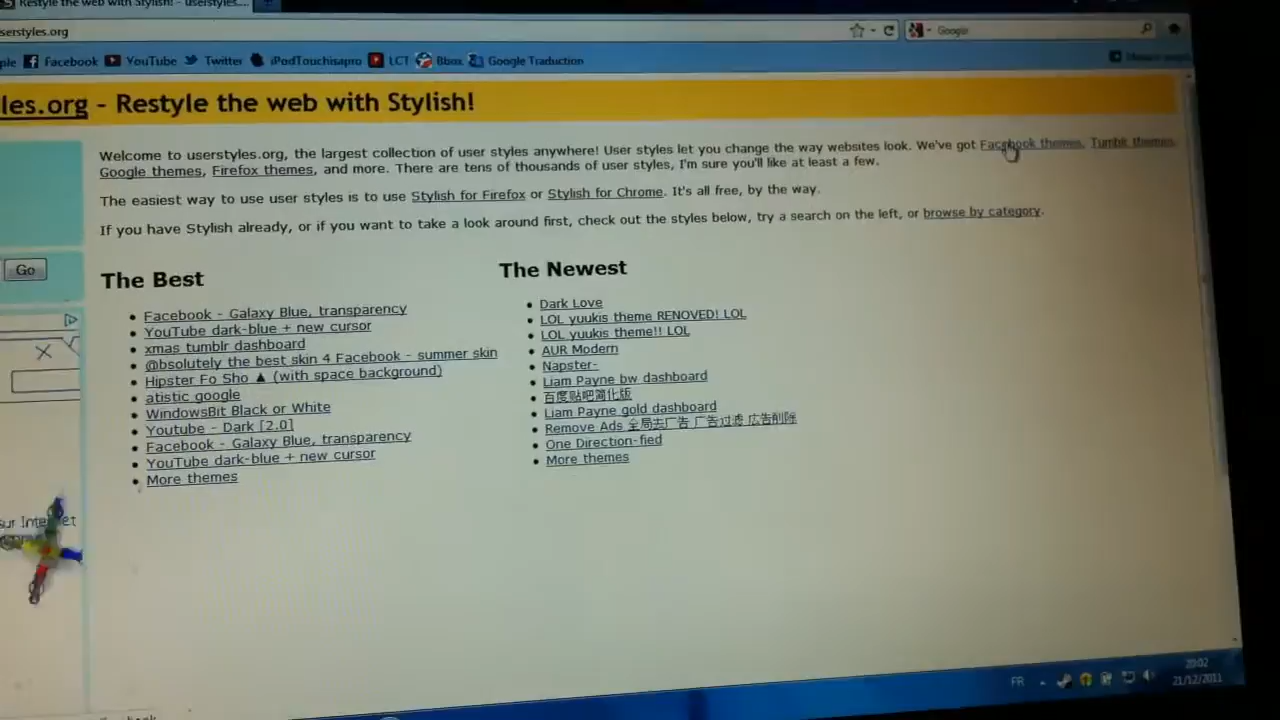 Restyle the web with Stylish! - userstyles....
serstyles.org
Google
ple Facebook YouTube Twitter iPodTouchisapro LCT Bbox Google Traduction
les.org - Restyle the web with Stylish!
Welcome to userstyles.org, the largest collection of user styles anywhere! User styles let you change the way websites look. We've got Facebook themes, Tumblr themes,
Google themes, Firefox themes, and more. There are tens of thousands of user styles, I'm sure you'll like at least a few.
The easiest way to use user styles is to use Stylish for Firefox or Stylish for Chrome. It's all free, by the way.
If you have Stylish already, or if you want to take a look around first, check out the styles below, try a search on the left, or browse by category.
Go
The Best
Facebook - Galaxy Blue, transparency
YouTube dark-blue + new cursor
xmas tumblr dashboard
@bsolutely the best skin 4 Facebook - summer skin
Hipster Fo Sho ▲ (with space background)
atistic google
WindowsBit Black or White
Youtube - Dark [2.0]
Facebook - Galaxy Blue, transparency
YouTube dark-blue + new cursor
More themes
The Newest
Dark Love
LOL yuukis theme RENOVED! LOL
LOL yuukis theme!! LOL
AUR Modern
Napster-
Liam Payne bw dashboard
百度贴吧简化版
Liam Payne gold dashboard
Remove Ads 全局去广告 广告过滤 広告削除
One Direction-fied
More themes
sur Internet
FR
20:02
21/12/2011